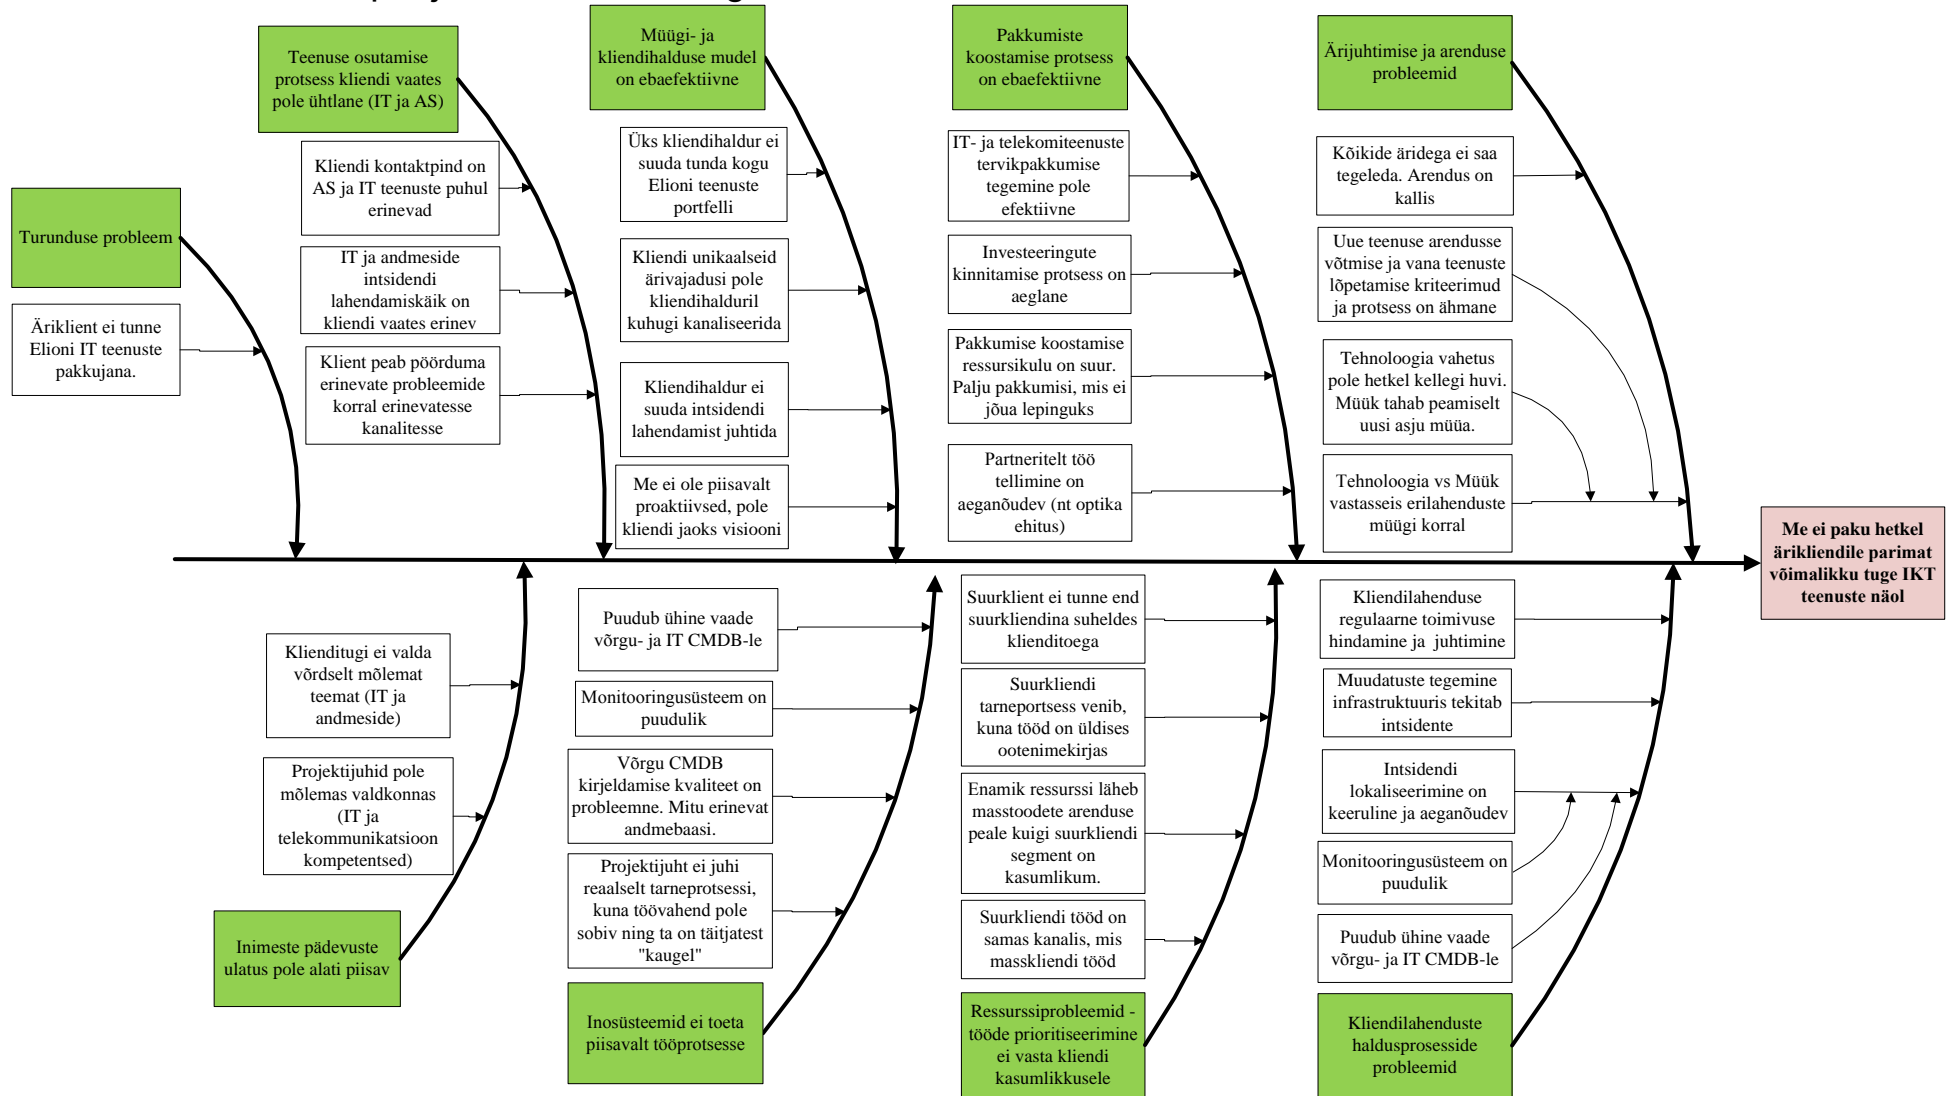 Teenuse osutamise
protsess kliendi vaates
pole ühtlane (IT ja AS)
Müügi- ja
kliendihalduse mudel
on ebaefektiivne
Pakkumiste
koostamise protsess
on ebaefektiivne
Ärijuhtimise ja arenduse
probleemid
Turunduse probleem
Äriklient ei tunne
Elioni IT teenuste
pakkujana.
Kliendi kontaktpind on
AS ja IT teenuste puhul
erinevad
IT ja andmeside
intsidendi
lahendamiskäik on
kliendi vaates erinev
Klient peab pöörduma
erinevate probleemide
korral erinevatesse
kanalitesse
Üks kliendihaldur ei
suuda tunda kogu
Elioni teenuste
portfelli
Kliendi unikaalseid
ärivajadusi pole
kliendihalduril
kuhugi kanaliseerida
Kliendihaldur ei
suuda intsidendi
lahendamist juhtida
Me ei ole piisavalt
proaktiivsed, pole
kliendi jaoks visiooni
IT- ja telekomiteenuste
tervikpakkumise
tegemine pole
efektiivne
Investeeringute
kinnitamise protsess on
aeglane
Pakkumise koostamise
ressursikulu on suur.
Palju pakkumisi, mis ei
jõua lepinguks
Partneritelt töö
tellimine on
aeganõudev (nt optika
ehitus)
Kõikide äridega ei saa
tegeleda. Arendus on
kallis
Uue teenuse arendusse
võtmise ja vana teenuste
lõpetamise kriteerimud
ja protsess on ähmane
Tehnoloogia vahetus
pole hetkel kellegi huvi.
Müük tahab peamiselt
uusi asju müüa.
Tehnoloogia vs Müük
vastasseis erilahenduste
müügi korral
Me ei paku hetkel
ärikliendile parimat
võimalikku tuge IKT
teenuste näol
Klienditugi ei valda
võrdselt mõlemat
teemat (IT ja
andmeside)
Projektijuhid pole
mõlemas valdkonnas
(IT ja
telekommunikatsioon
kompetentsed)
Inimeste pädevuste
ulatus pole alati piisav
Puudub ühine vaade
võrgu- ja IT CMDB-le
Monitooringusüsteem on
puudulik
Võrgu CMDB
kirjeldamise kvaliteet on
probleemne. Mitu erinevat
andmebaasi.
Projektijuht ei juhi
reaalselt tarneprotsessi,
kuna töövahend pole
sobiv ning ta on täitjatest
"kaugel"
Inosüsteemid ei toeta
piisavalt tööprotsesse
Suurklient ei tunne end
suurkliendina suheldes
klienditoega
Suurkliendi
tarneportsess venib,
kuna tööd on üldises
ootenimekirjas
Enamik ressurssi läheb
masstoodete arenduse
peale kuigi suurkliendi
segment on
kasumlikum.
Suurkliendi tööd on
samas kanalis, mis
masskliendi tööd
Ressurssiprobleemid -
tööde prioritiseerimine
ei vasta kliendi
kasumlikkusele
Kliendilahenduse
regulaarne toimivuse
hindamine ja juhtimine
Muudatuste tegemine
infrastruktuuris tekitab
intsidente
Intsidendi
lokaliseerimine on
keeruline ja aeganõudev
Monitooringusüsteem on
puudulik
Puudub ühine vaade
võrgu- ja IT CMDB-le
Kliendilahenduste
haldusprosesside
probleemid